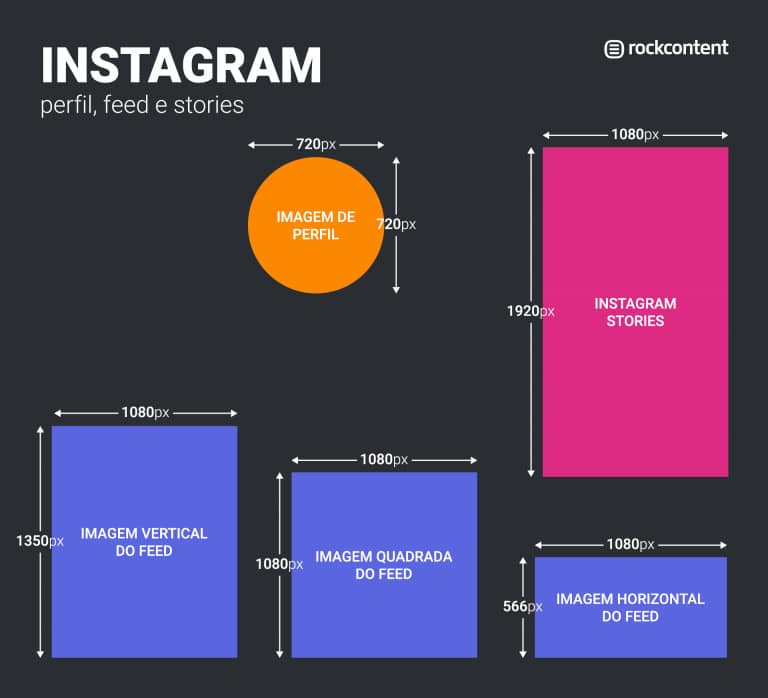 INSTAGRAM
perfil, feed e stories
rockcontent
720px
IMAGEM DE
PERFIL
720px
1080px
1920px
INSTAGRAM
STORIES
1080px
1350px
IMAGEM VERTICAL
DO FEED
1080px
1080px
IMAGEM QUADRADA
DO FEED
1080px
566px
IMAGEM HORIZONTAL
DO FEED